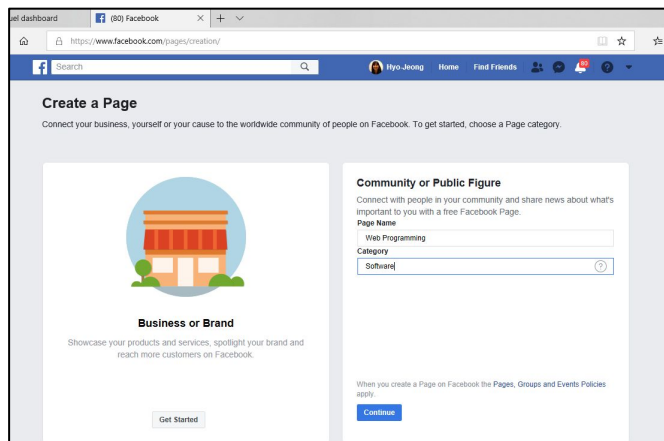 uel dashboard
(80) Facebook
https://www.facebook.com/pages/creation/
Search
Hyo-Jeong Home Find Friends 80
Create a Page
Connect your business, yourself or your cause to the worldwide community of people on Facebook. To get started, choose a Page category.
Business or Brand
Showcase your products and services, spotlight your brand and
reach more customers on Facebook.
Get Started
Community or Public Figure
Connect with people in your community and share news about what's
important to you with a free Facebook Page.
Page Name
Web Programming
Category
Software
When you create a Page on Facebook the Pages, Groups and Events Policies
apply.
Continue